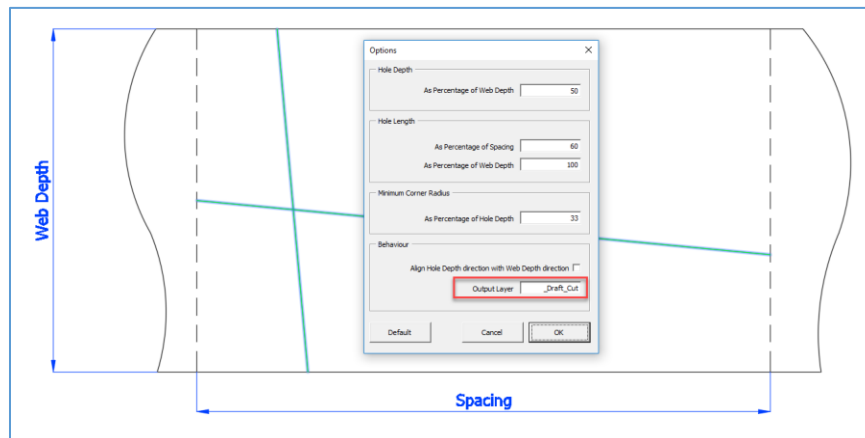 Options
Hole Depth
As Percentage of Web Depth 50
Hole Length
As Percentage of Spacing 60
As Percentage of Web Depth 100
Minimum Corner Radius
As Percentage of Hole Depth 33
Behaviour
Align Hole Depth direction with Web Depth direction
Output Layer _Draft_Cut
Default Cancel OK
Web Depth
Spacing